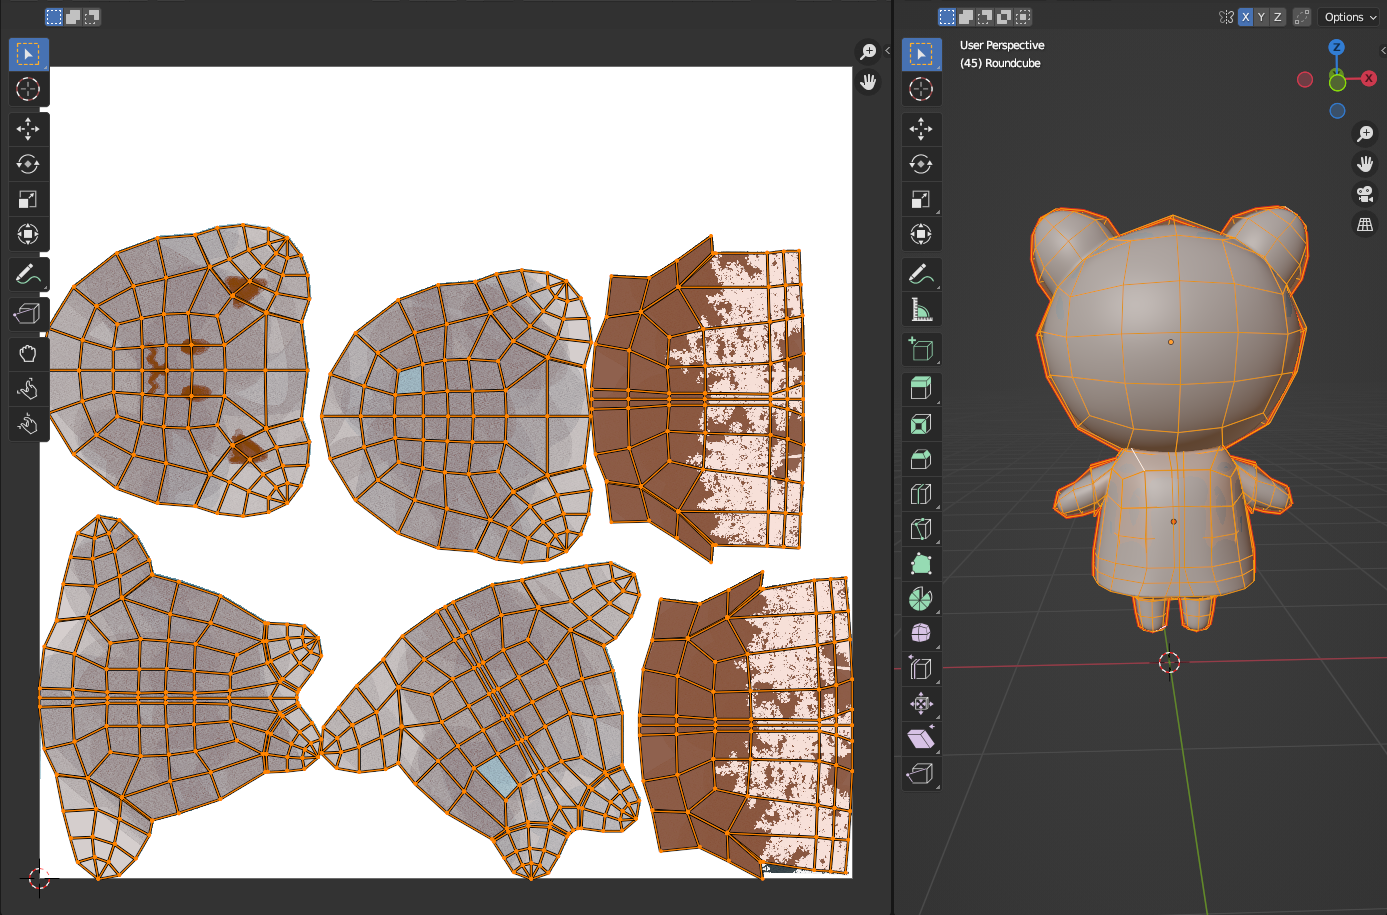 X Y Z
Options
User Perspective
(45) Roundcube
Z
X